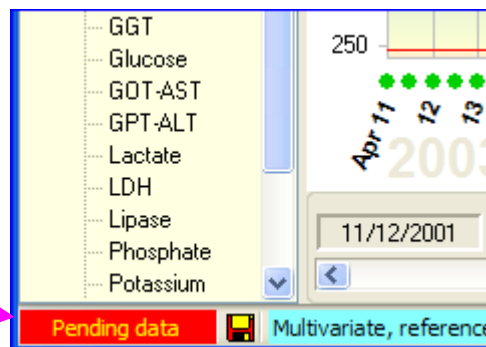 GGT
Glucose
GOT-AST
GPT-ALT
Lactate
LDH
Lipase
Phosphate
Potassium
250
Apr 11 12 13
2003
11/12/2001
Pending data
Multivariate, reference